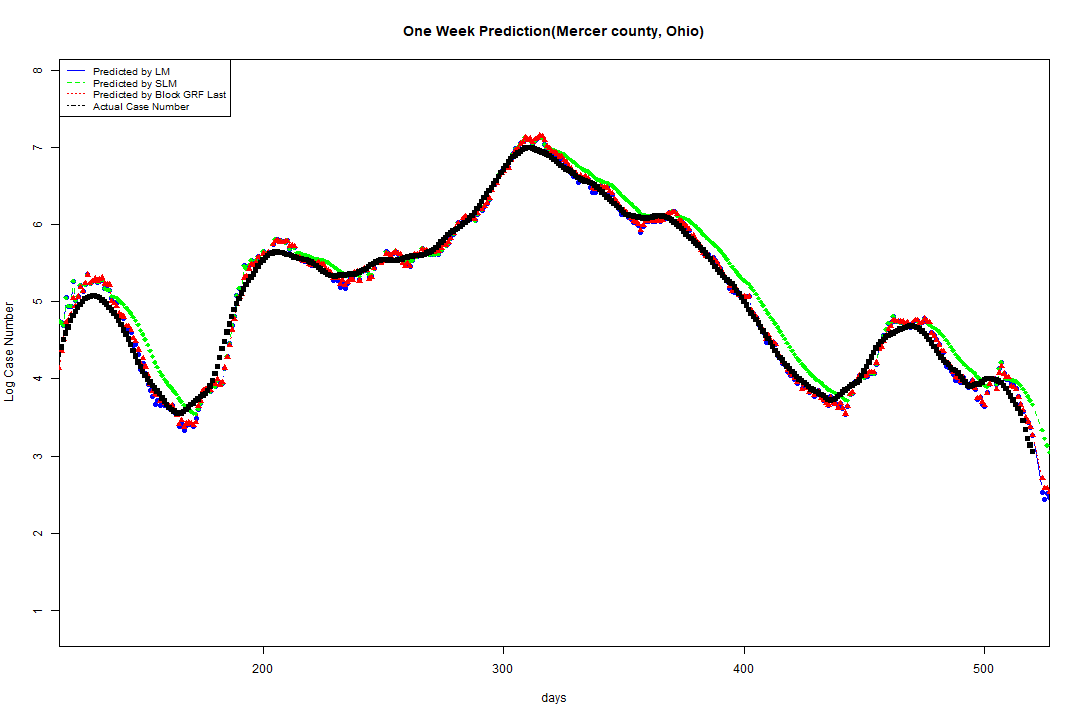 One Week Prediction(Mercer county, Ohio)
Predicted by LM
Predicted by SLM
Predicted by Block GRF Last
Actual Case Number
8
7
6
5
4
3
2
1
Log Case Number
200
300
400
500
days